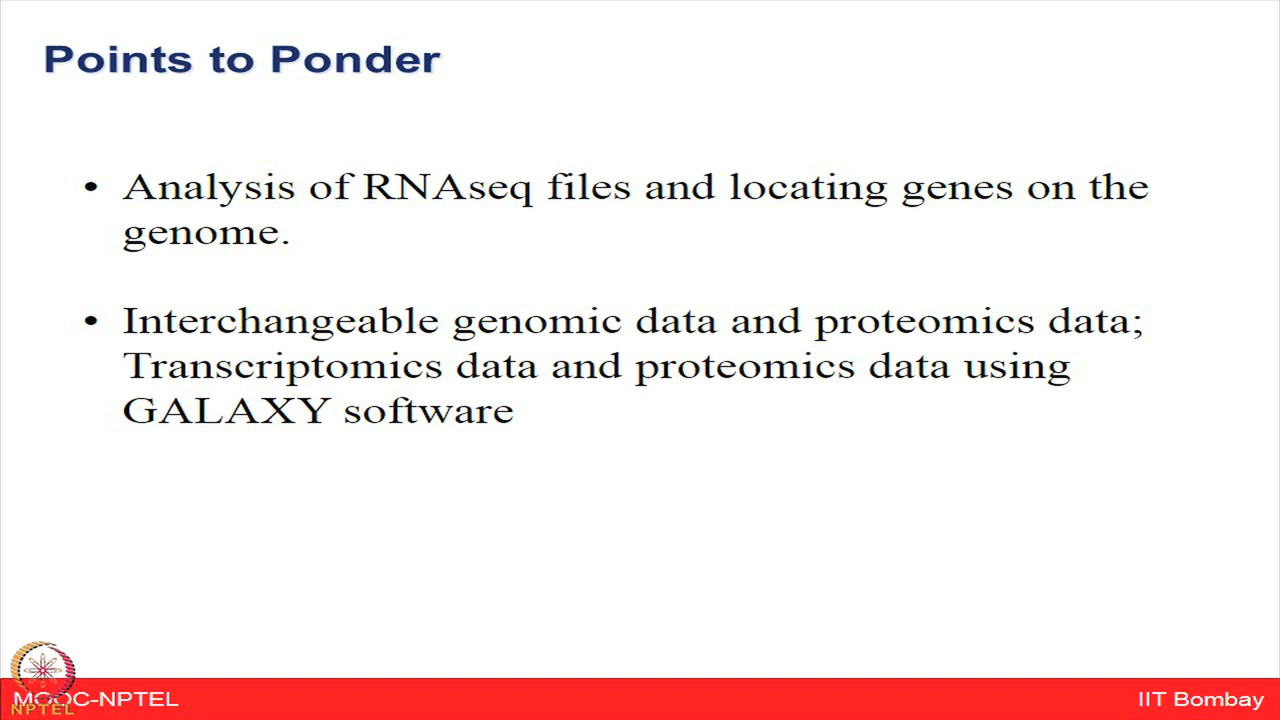 Points to Ponder
• Analysis of RNAseq files and locating genes on the
genome.
• Interchangeable genomic data and proteomics data;
Transcriptomics data and proteomics data using
GALAXY software
MOOC-NPTEL
NPTEL
IIT Bombay